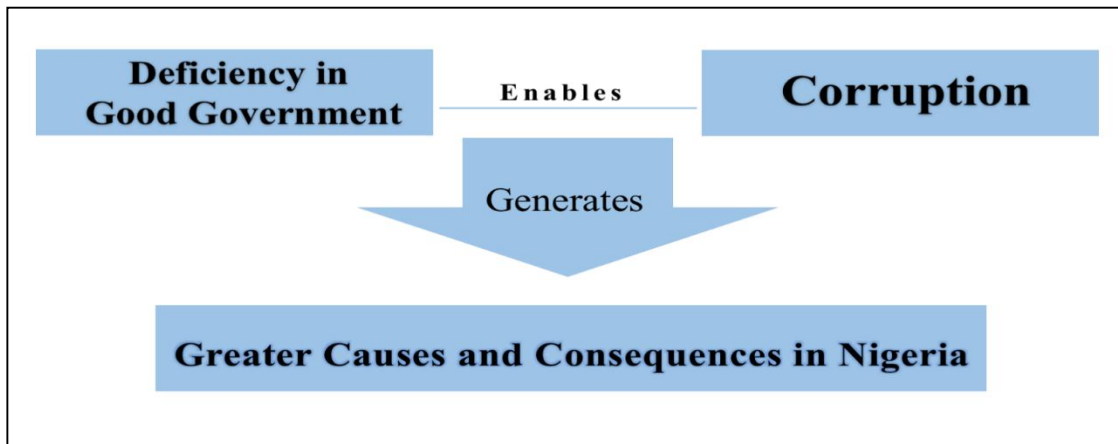 Deficiency in
Good Government
Enables
Corruption
Generates
Greater Causes and Consequences in Nigeria